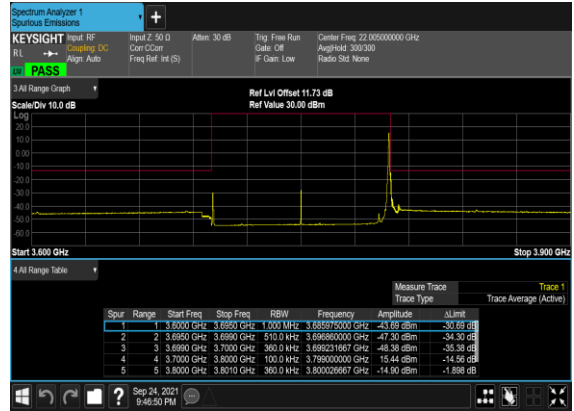 Spectrum Analyzer 1
Spurious Emissions
KEYSIGHT Input: RF Input Z: 50 Ω Atten: 30 dB Trig: Free Run Center Freq: 22.005000000 GHz
RL Coupling: DC Corr CCorr Gate: Off Avg|Hold: 300/300
Align: Auto Freq Ref: Int (S) IF Gain: Low Radio Std: None
PASS
3 All Range Graph
Ref Lvl Offset 11.73 dB
Scale/Div 10.0 dB Ref Value 30.00 dBm
Log
20.0
10.0
0.00
-10.0
-20.0
-30.0
-40.0
-50.0
-60.0
Start 3.600 GHz Stop 3.900 GHz
4 All Range Table
Measure Trace Trace 1
Trace Type Trace Average (Active)
Spur Range Start Freq Stop Freq RBW Frequency Amplitude ΔLimit
1 1 3.6000 GHz 3.6950 GHz 1.000 MHz 3.685975000 GHz -43.69 dBm -30.69 dB
2 2 3.6950 GHz 3.6990 GHz 510.0 kHz 3.696860000 GHz -47.30 dBm -34.30 dB
3 3 3.6990 GHz 3.7000 GHz 360.0 kHz 3.699231667 GHz -48.38 dBm -35.38 dB
4 4 3.7000 GHz 3.8000 GHz 100.0 kHz 3.799000000 GHz 15.44 dBm -14.56 dB
5 5 3.8000 GHz 3.8010 GHz 360.0 kHz 3.800026667 GHz -14.90 dBm -1.898 dB
? Sep 24, 2021
9:46:50 PM